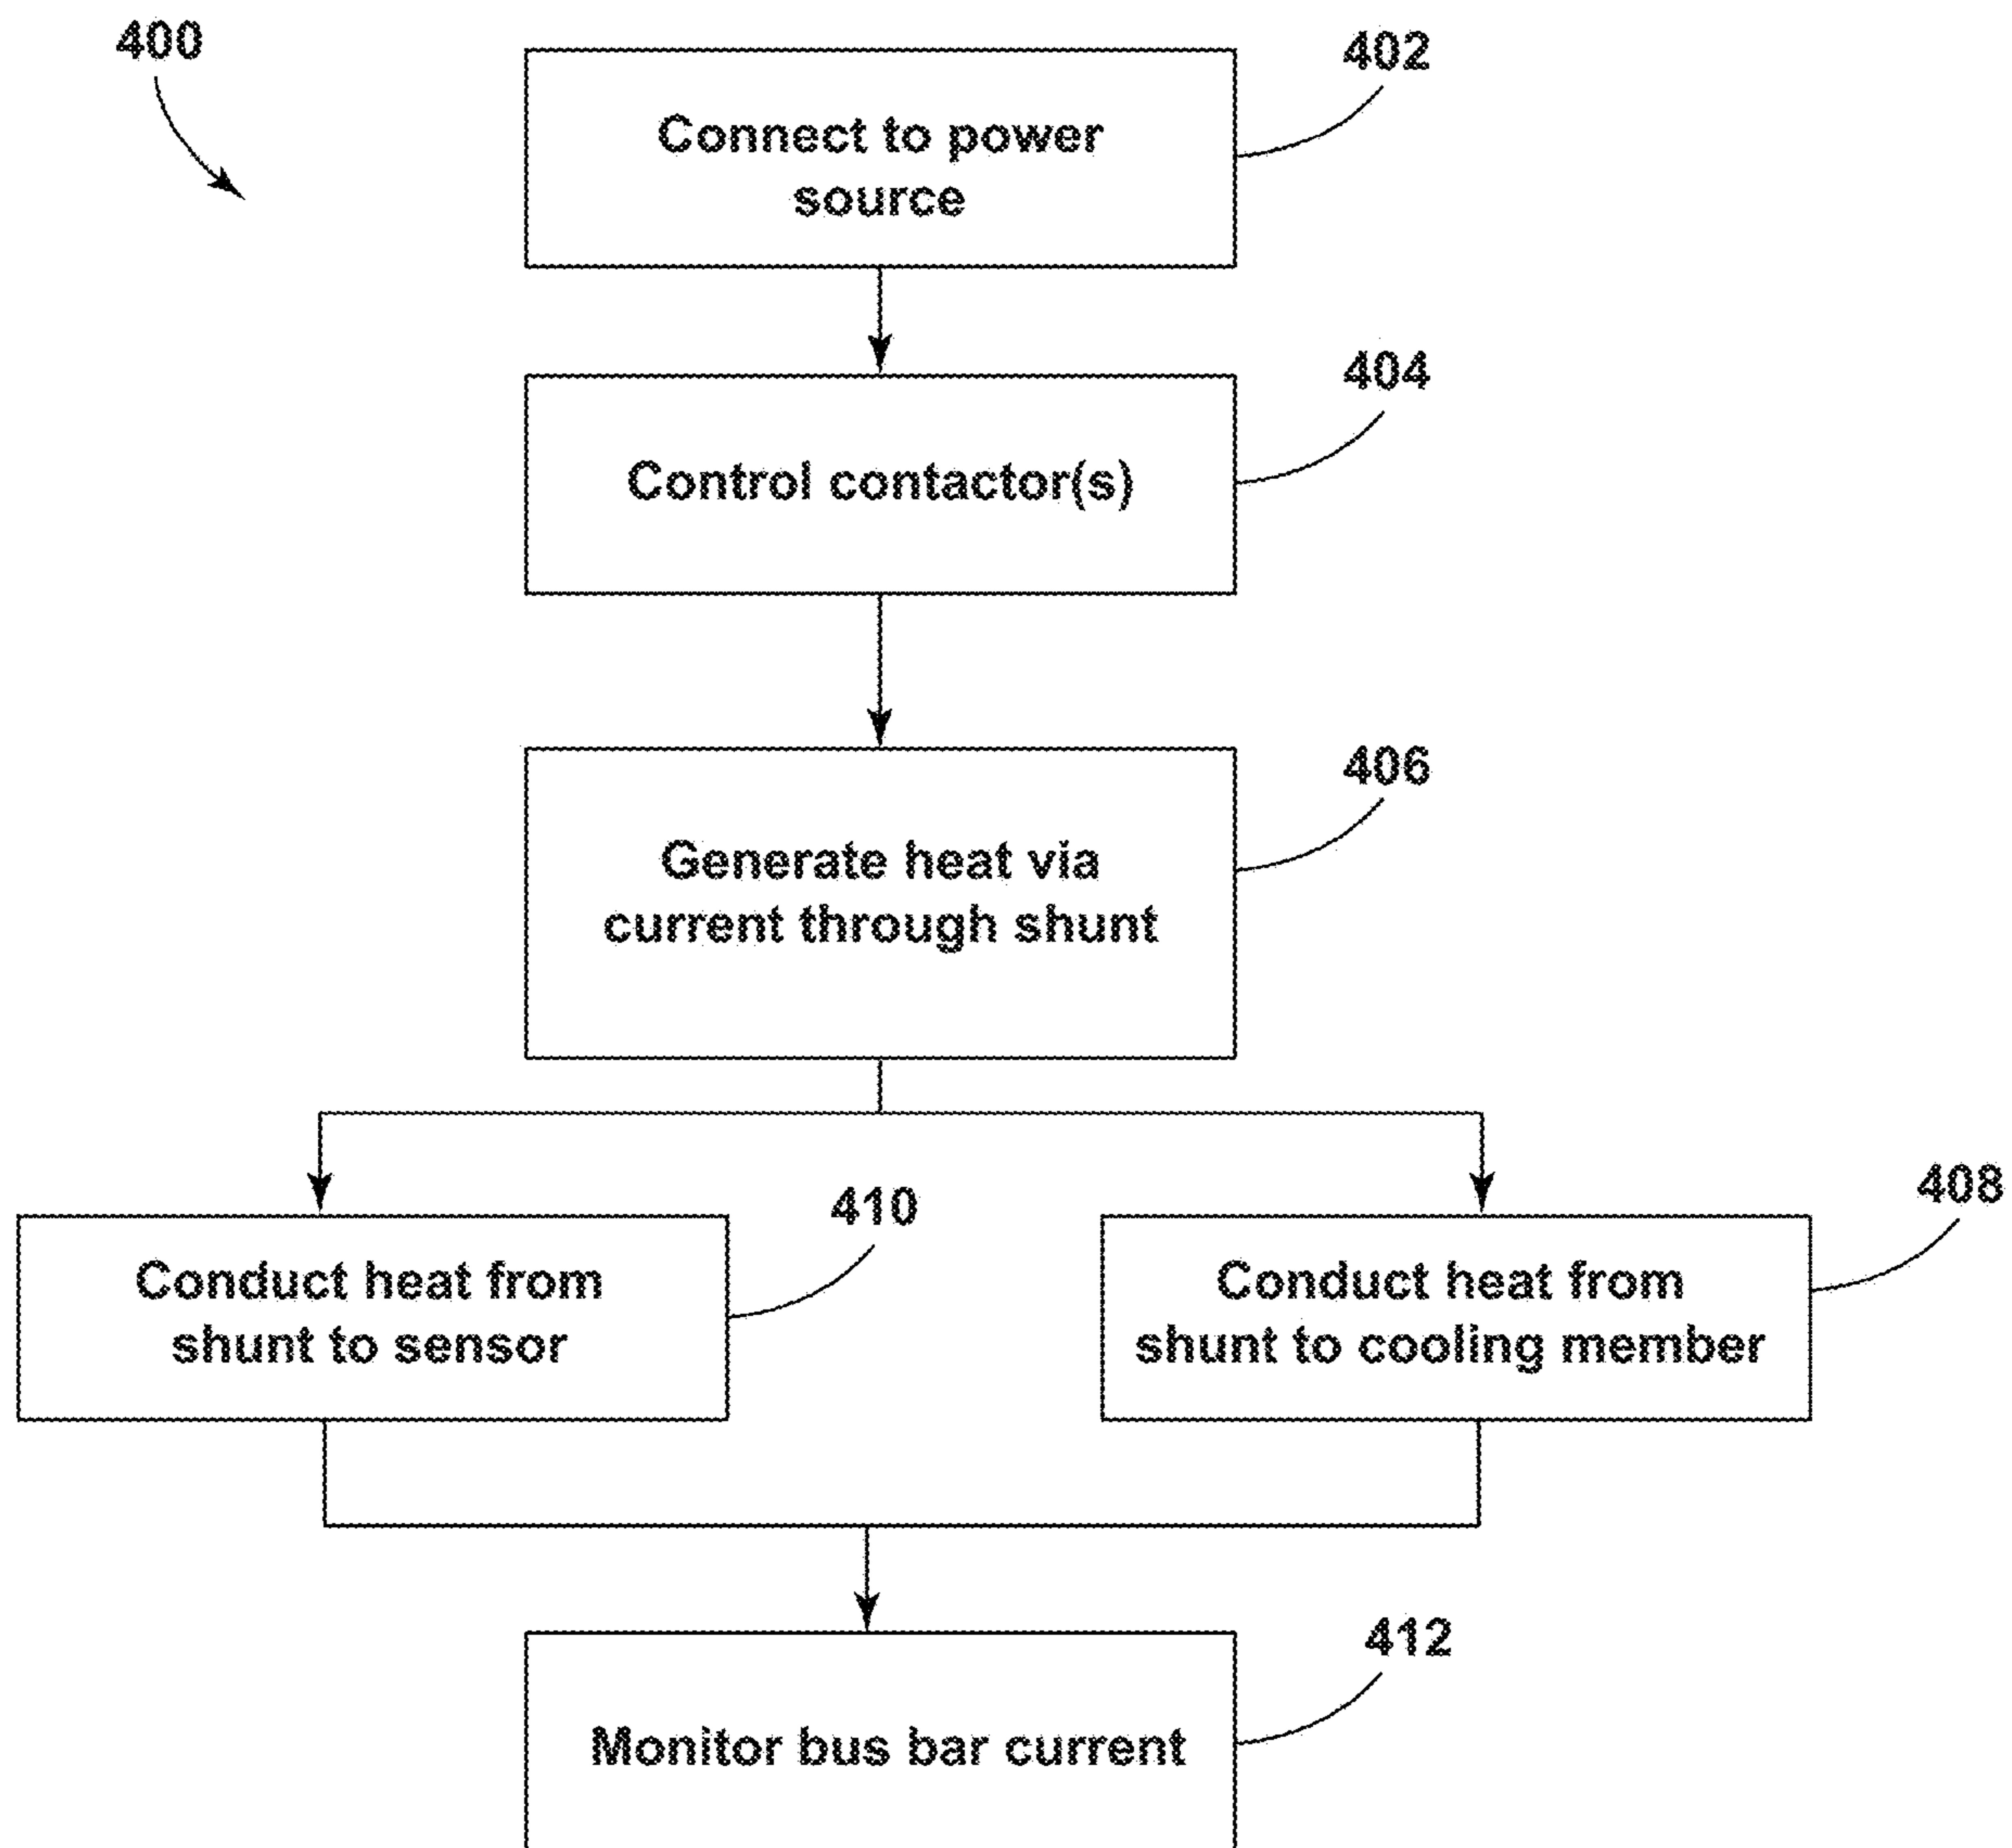 400
402
Connect to power
source
404
Control contactor(s)
406
Generate heat via
current through shunt
410
408
Conduct heat from
shunt to sensor
Conduct heat from
shunt to cooling member
412
Monitor bus bar current